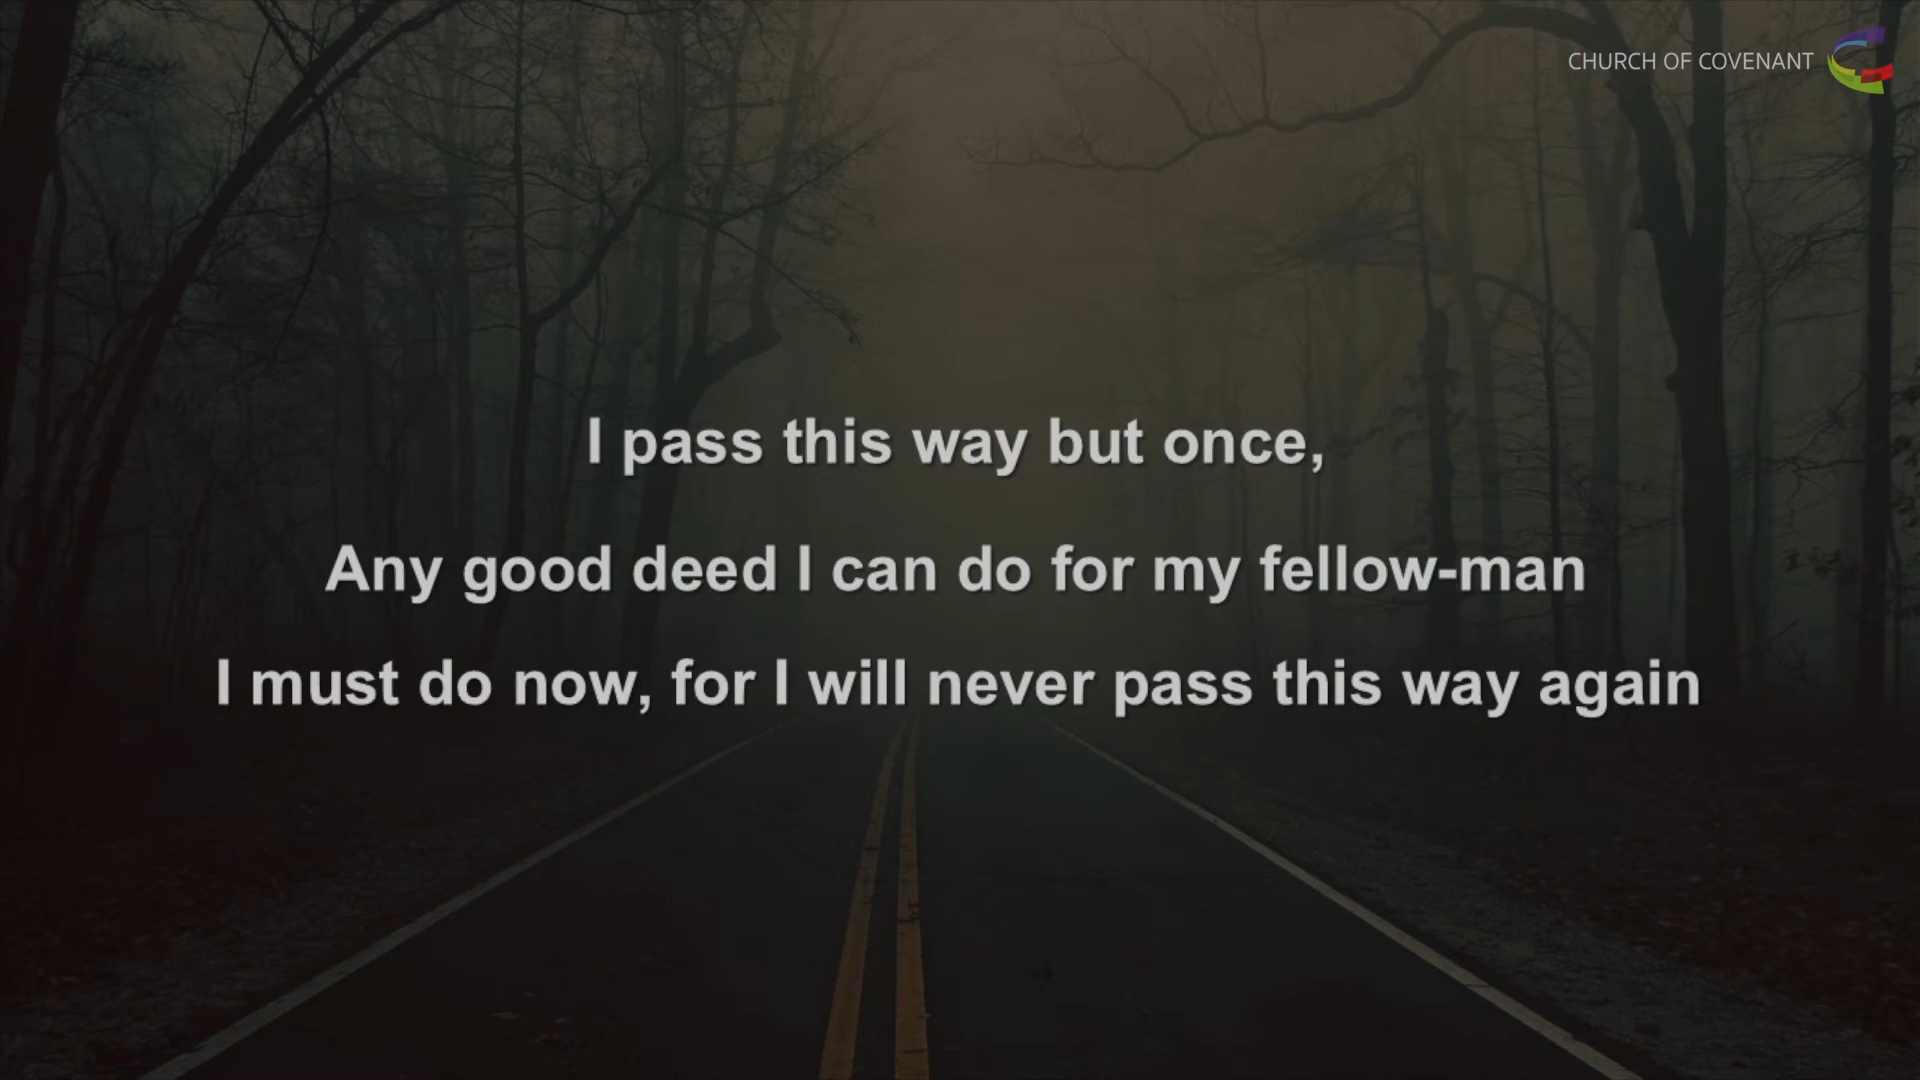 CHURCH OF COVENANT
I pass this way but once,
Any good deed I can do for my fellow-man
I must do now, for I will never pass this way again